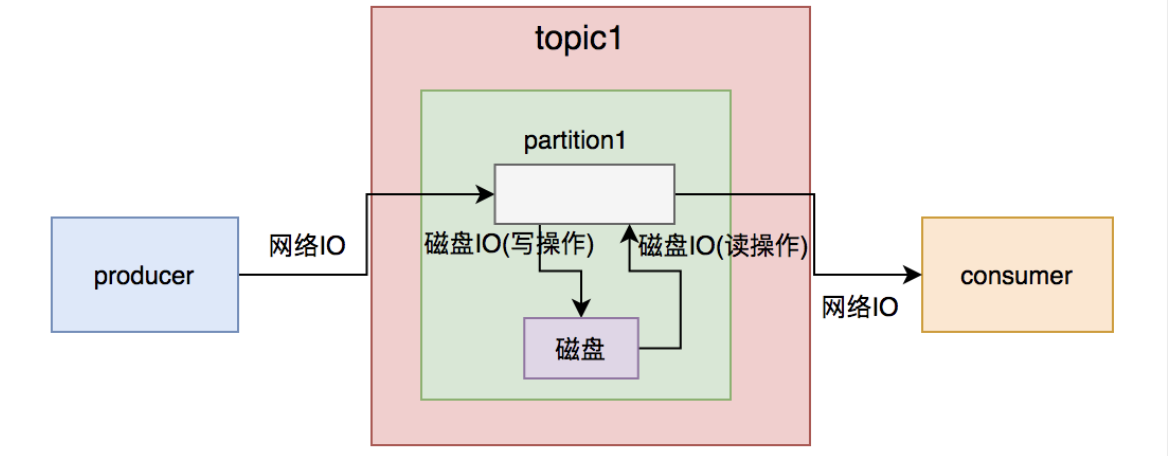 topic1
partition1
producer
网络IO
磁盘IO(写操作)
磁盘IO(读操作)
磁盘
网络IO
consumer